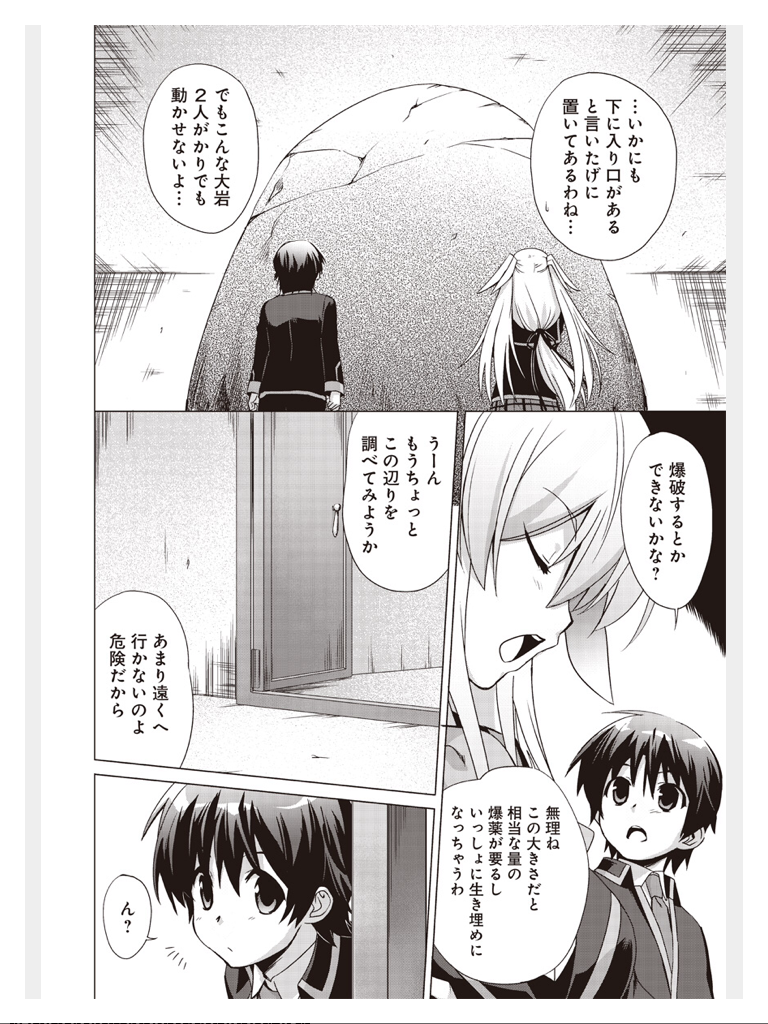 …いかにも
下に入り口がある
と言いたげに
置いてあるわね…
でもこんな大岩
2人がかりでも
動かせないよ…
爆破するとか
できないかな?
無理ね
この大きさだと
相当な量の
爆薬が要るし
いっしょに生き埋めに
なっちゃうわ
うーん
もうちょっと
この辺りを
調べてみようか
あまり遠くへ
行かないのよ
危険だから
ん?